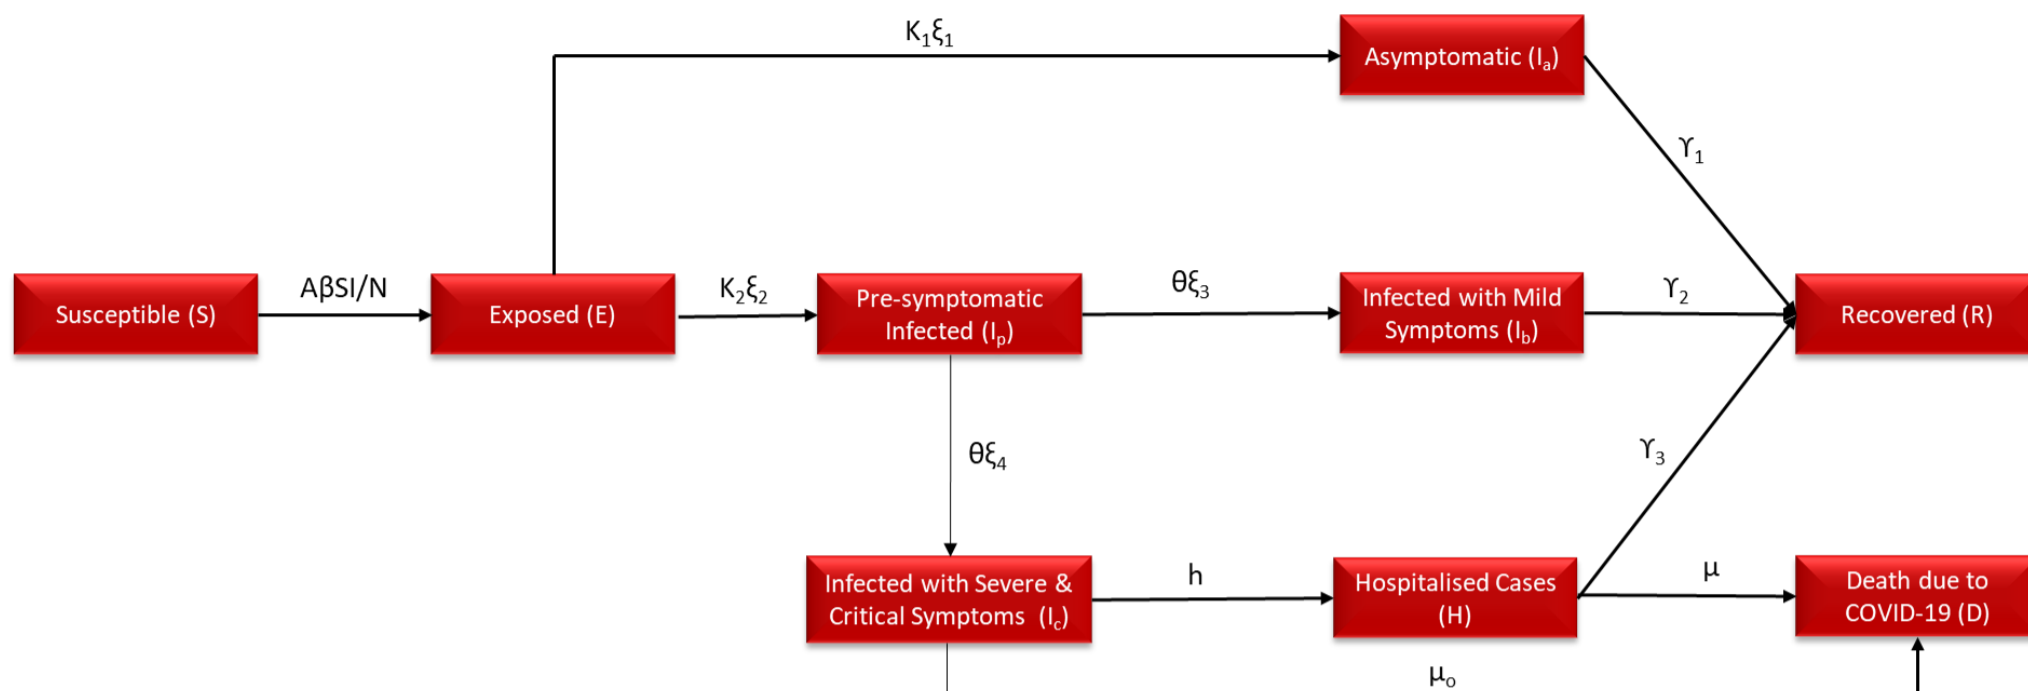 K₁ξ₁
Asymptomatic (Iₐ)
ϒ₁
Susceptible (S)
AβSI/N
Exposed (E)
K₂ξ₂
Pre-symptomatic
Infected (Iₚ)
θξ₃
Infected with Mild
Symptoms (I_b)
ϒ₂
Recovered (R)
θξ₄
ϒ₃
Infected with Severe &
Critical Symptoms (I_c)
h
Hospitalised Cases
(H)
μ
Death due to
COVID-19 (D)
μₒ